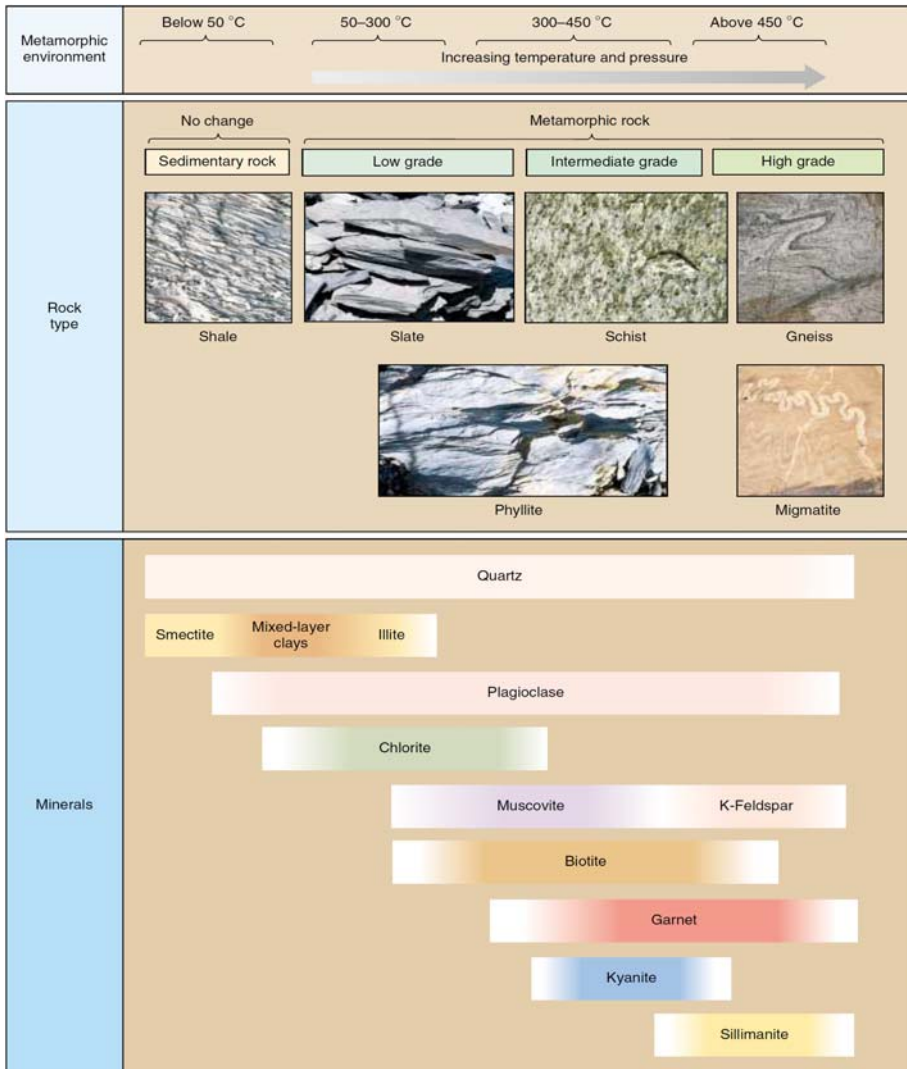 Metamorphic
environment
Below 50 °C
50–300 °C
300–450 °C
Above 450 °C
Increasing temperature and pressure
Rock
type
No change
Metamorphic rock
Sedimentary rock
Low grade
Intermediate grade
High grade
Shale
Slate
Schist
Gneiss
Phyllite
Migmatite
Minerals
Quartz
Smectite
Mixed-layer
clays
Illite
Plagioclase
Chlorite
Muscovite
K-Feldspar
Biotite
Garnet
Kyanite
Sillimanite